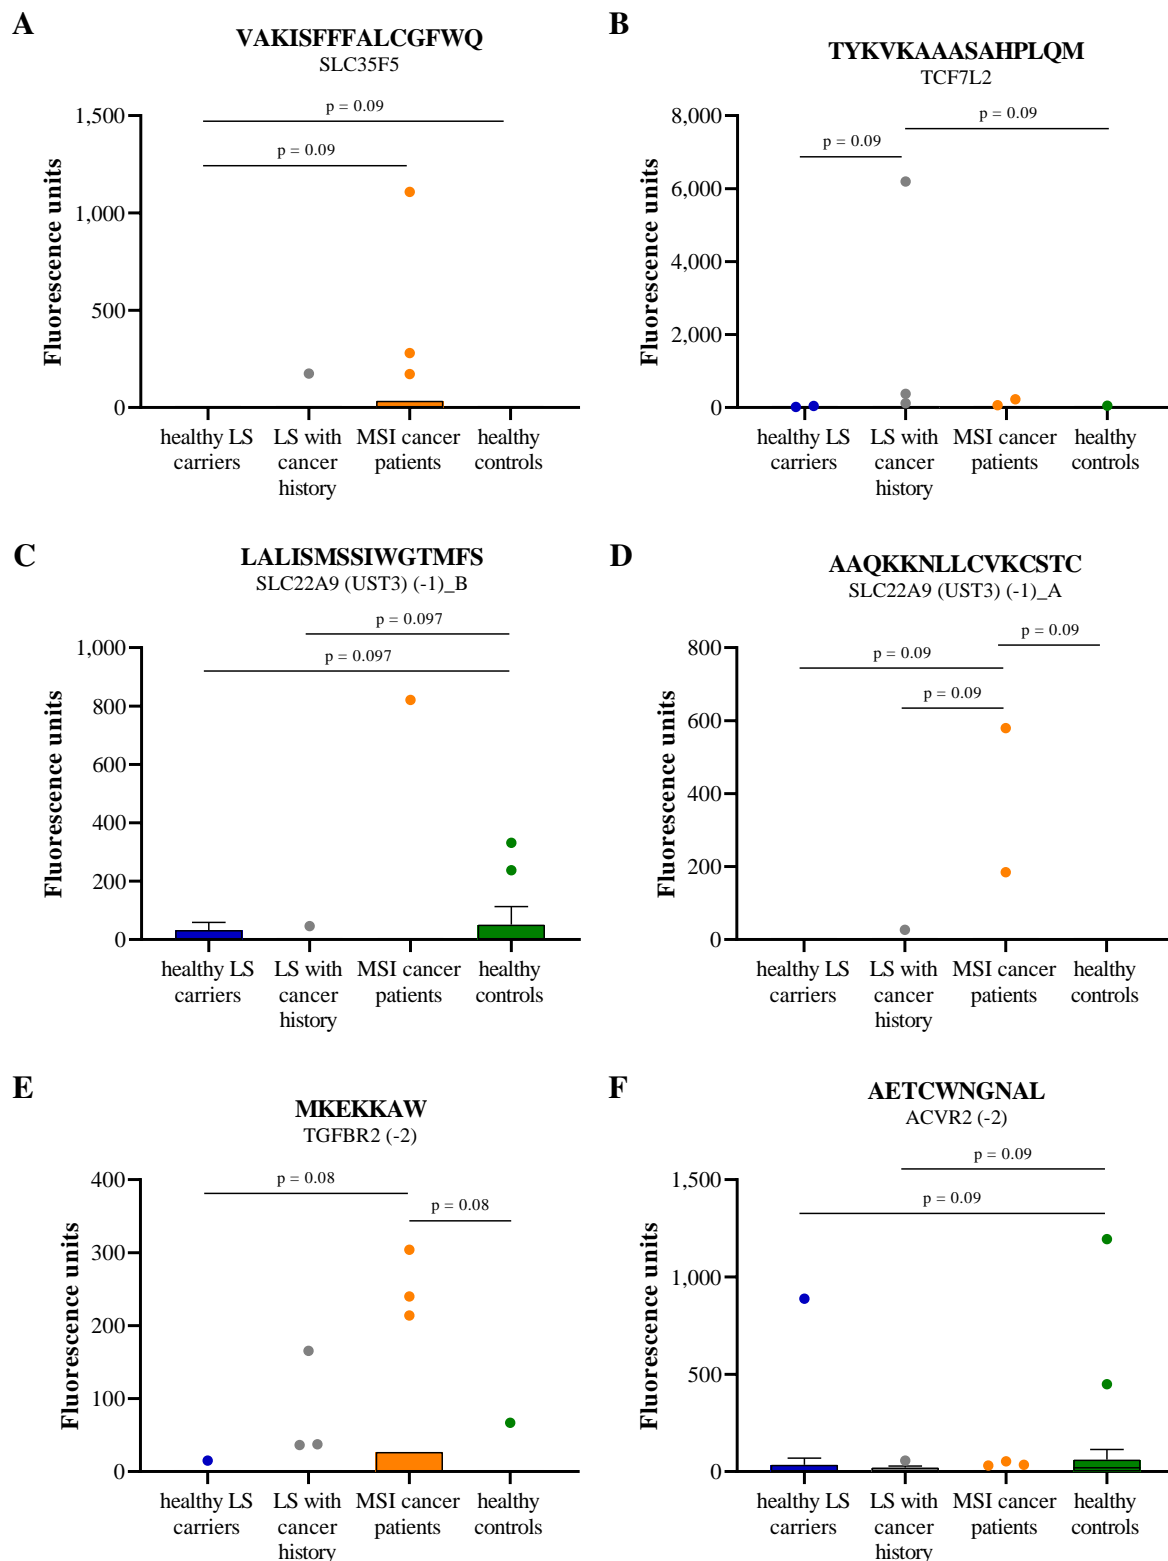 A
VAKISFFFALCGFWQ
SLC35F5
p = 0.09
p = 0.09
1,500
1,000
500
0
Fluorescence units
healthy LS carriers
LS with cancer history
MSI cancer patients
healthy controls
B
TYKVKAAASAHPLQM
TCF7L2
p = 0.09
p = 0.09
8,000
6,000
4,000
2,000
0
Fluorescence units
healthy LS carriers
LS with cancer history
MSI cancer patients
healthy controls
C
LALISMSSIWGTMFS
SLC22A9 (UST3) (-1)_B
p = 0.097
p = 0.097
1,000
800
600
400
200
0
Fluorescence units
healthy LS carriers
LS with cancer history
MSI cancer patients
healthy controls
D
AAQKKNLLCVKCSTC
SLC22A9 (UST3) (-1)_A
p = 0.09
p = 0.09
p = 0.09
800
600
400
200
0
Fluorescence units
healthy LS carriers
LS with cancer history
MSI cancer patients
healthy controls
E
MKEKKAW
TGFBR2 (-2)
p = 0.08
p = 0.08
400
300
200
100
0
Fluorescence units
healthy LS carriers
LS with cancer history
MSI cancer patients
healthy controls
F
AETCWNGNAL
ACVR2 (-2)
p = 0.09
p = 0.09
1,500
1,000
500
0
Fluorescence units
healthy LS carriers
LS with cancer history
MSI cancer patients
healthy controls